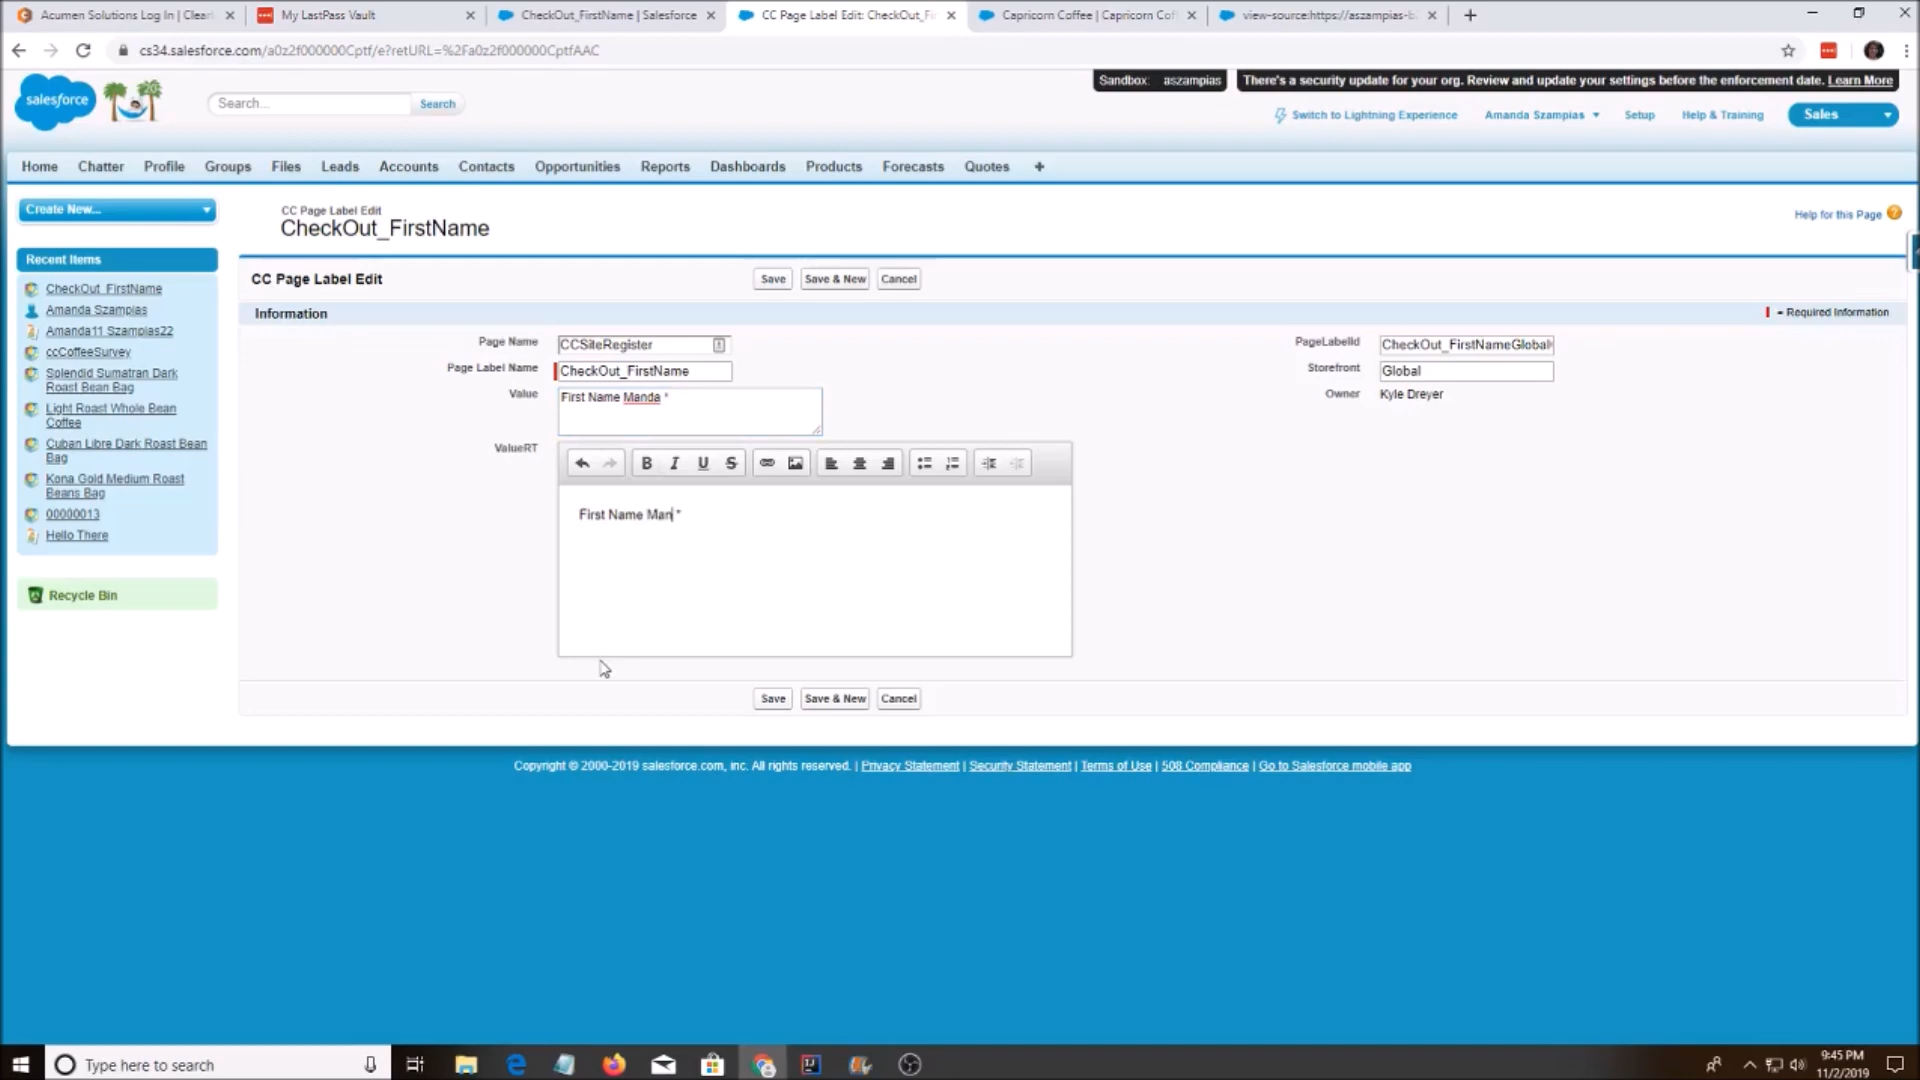 Acumen Solutions Log In | Clear
My LastPass Vault
CheckOut_FirstName | Salesforce
CC Page Label Edit: CheckOut_Fi
Capricorn Coffee | Capricorn Cof
view-source:https://aszampias-b
cs34.salesforce.com/a0z2f000000Cptf/e?retURL=%2Fa0z2f000000CptfAAC
salesforce
20
Search...
Search
Sandbox: aszampias
There's a security update for your org. Review and update your settings before the enforcement date. Learn More
Switch to Lightning Experience
Amanda Szampias
Setup
Help & Training
Sales
Home
Chatter
Profile
Groups
Files
Leads
Accounts
Contacts
Opportunities
Reports
Dashboards
Products
Forecasts
Quotes
+
Create New...
CC Page Label Edit
CheckOut_FirstName
Help for this Page
Recent Items
CheckOut_FirstName
Amanda Szampias
Amanda11 Szampias22
ccCoffeeSurvey
Splendid Sumatran Dark
Roast Bean Bag
Light Roast Whole Bean
Coffee
Cuban Libre Dark Roast Bean
Bag
Kona Gold Medium Roast
Beans Bag
00000013
Hello There
Recycle Bin
CC Page Label Edit
Save
Save & New
Cancel
Information
= Required Information
Page Name
CCSiteRegister
PageLabelId
CheckOut_FirstNameGlobal
Page Label Name
CheckOut_FirstName
Storefront
Global
Value
First Name Manda *
Owner
Kyle Dreyer
ValueRT
B I U S
First Name Man *
Save
Save & New
Cancel
Copyright © 2000-2019 salesforce.com, inc. All rights reserved. | Privacy Statement | Security Statement | Terms of Use | 508 Compliance | Go to Salesforce mobile app
Type here to search
9:45 PM
11/2/2019